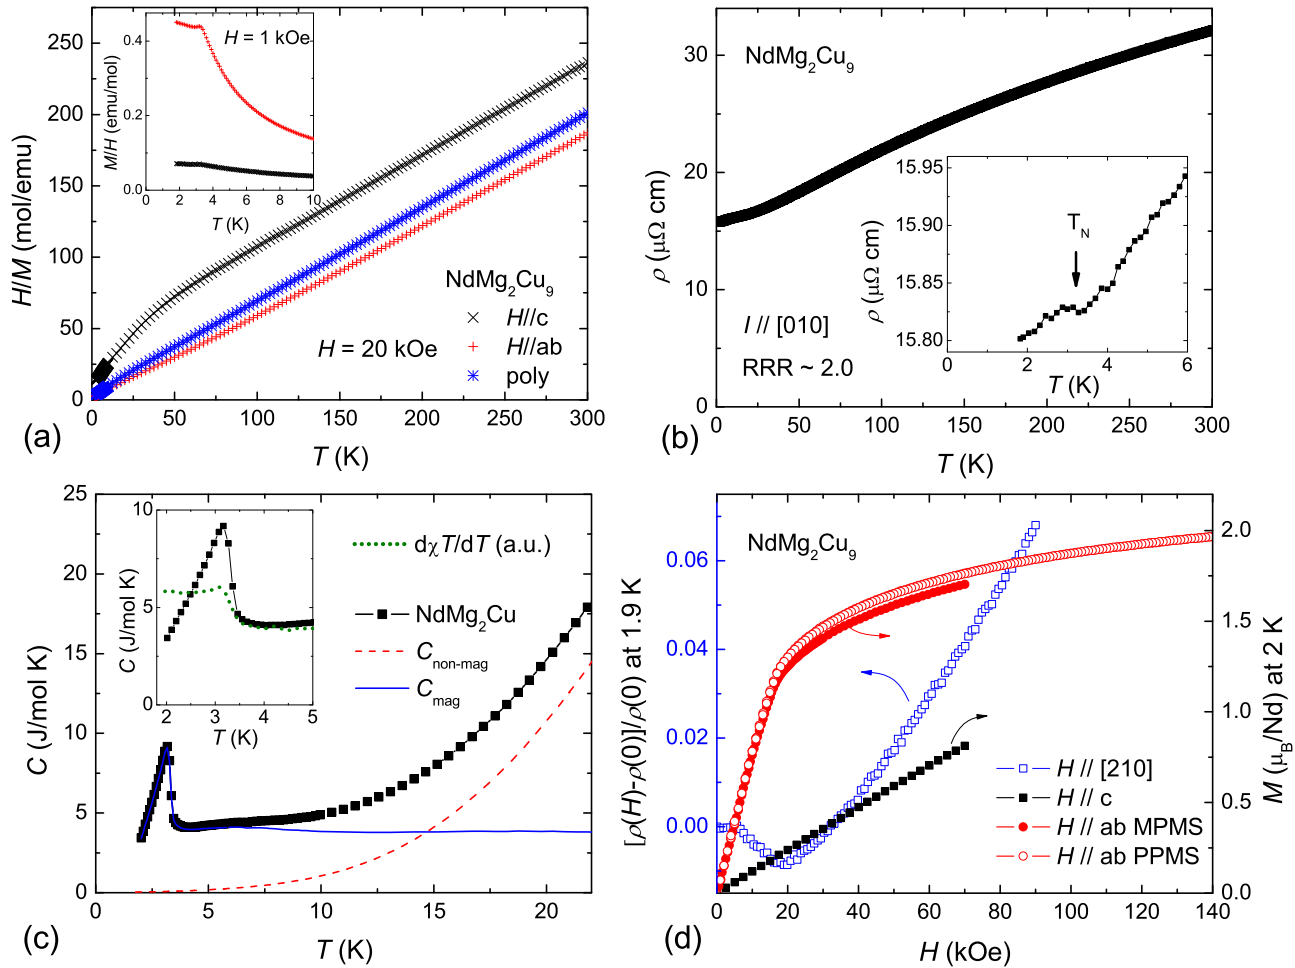 250
200
150
100
50
0
H/M (mol/emu)
0 50 100 150 200 250 300
T (K)
0.4
0.2
0.0
M/H (emu/mol)
H = 1 kOe
0 2 4 6 8 10
T (K)
NdMg2Cu9
H//c
H//ab
poly
H = 20 kOe
(a)
30
20
10
0
ρ (μΩ cm)
NdMg2Cu9
15.95
15.90
15.85
15.80
ρ (μΩ cm)
TN
0 2 4 6
T (K)
I // [010]
RRR ~ 2.0
0 50 100 150 200 250 300
T (K)
(b)
25
20
15
10
5
0
C (J/mol K)
10
5
0
C (J/mol K)
2 3 4 5
T (K)
dχT/dT (a.u.)
NdMg2Cu
Cnon-mag
Cmag
0 5 10 15 20
T (K)
(c)
0.06
0.04
0.02
0.00
[ρ(H)-ρ(0)]/ρ(0) at 1.9 K
NdMg2Cu9
2.0
1.5
1.0
0.5
0.0
M (μB/Nd) at 2 K
H // [210]
H // c
H // ab MPMS
H // ab PPMS
0 20 40 60 80 100 120 140
H (kOe)
(d)